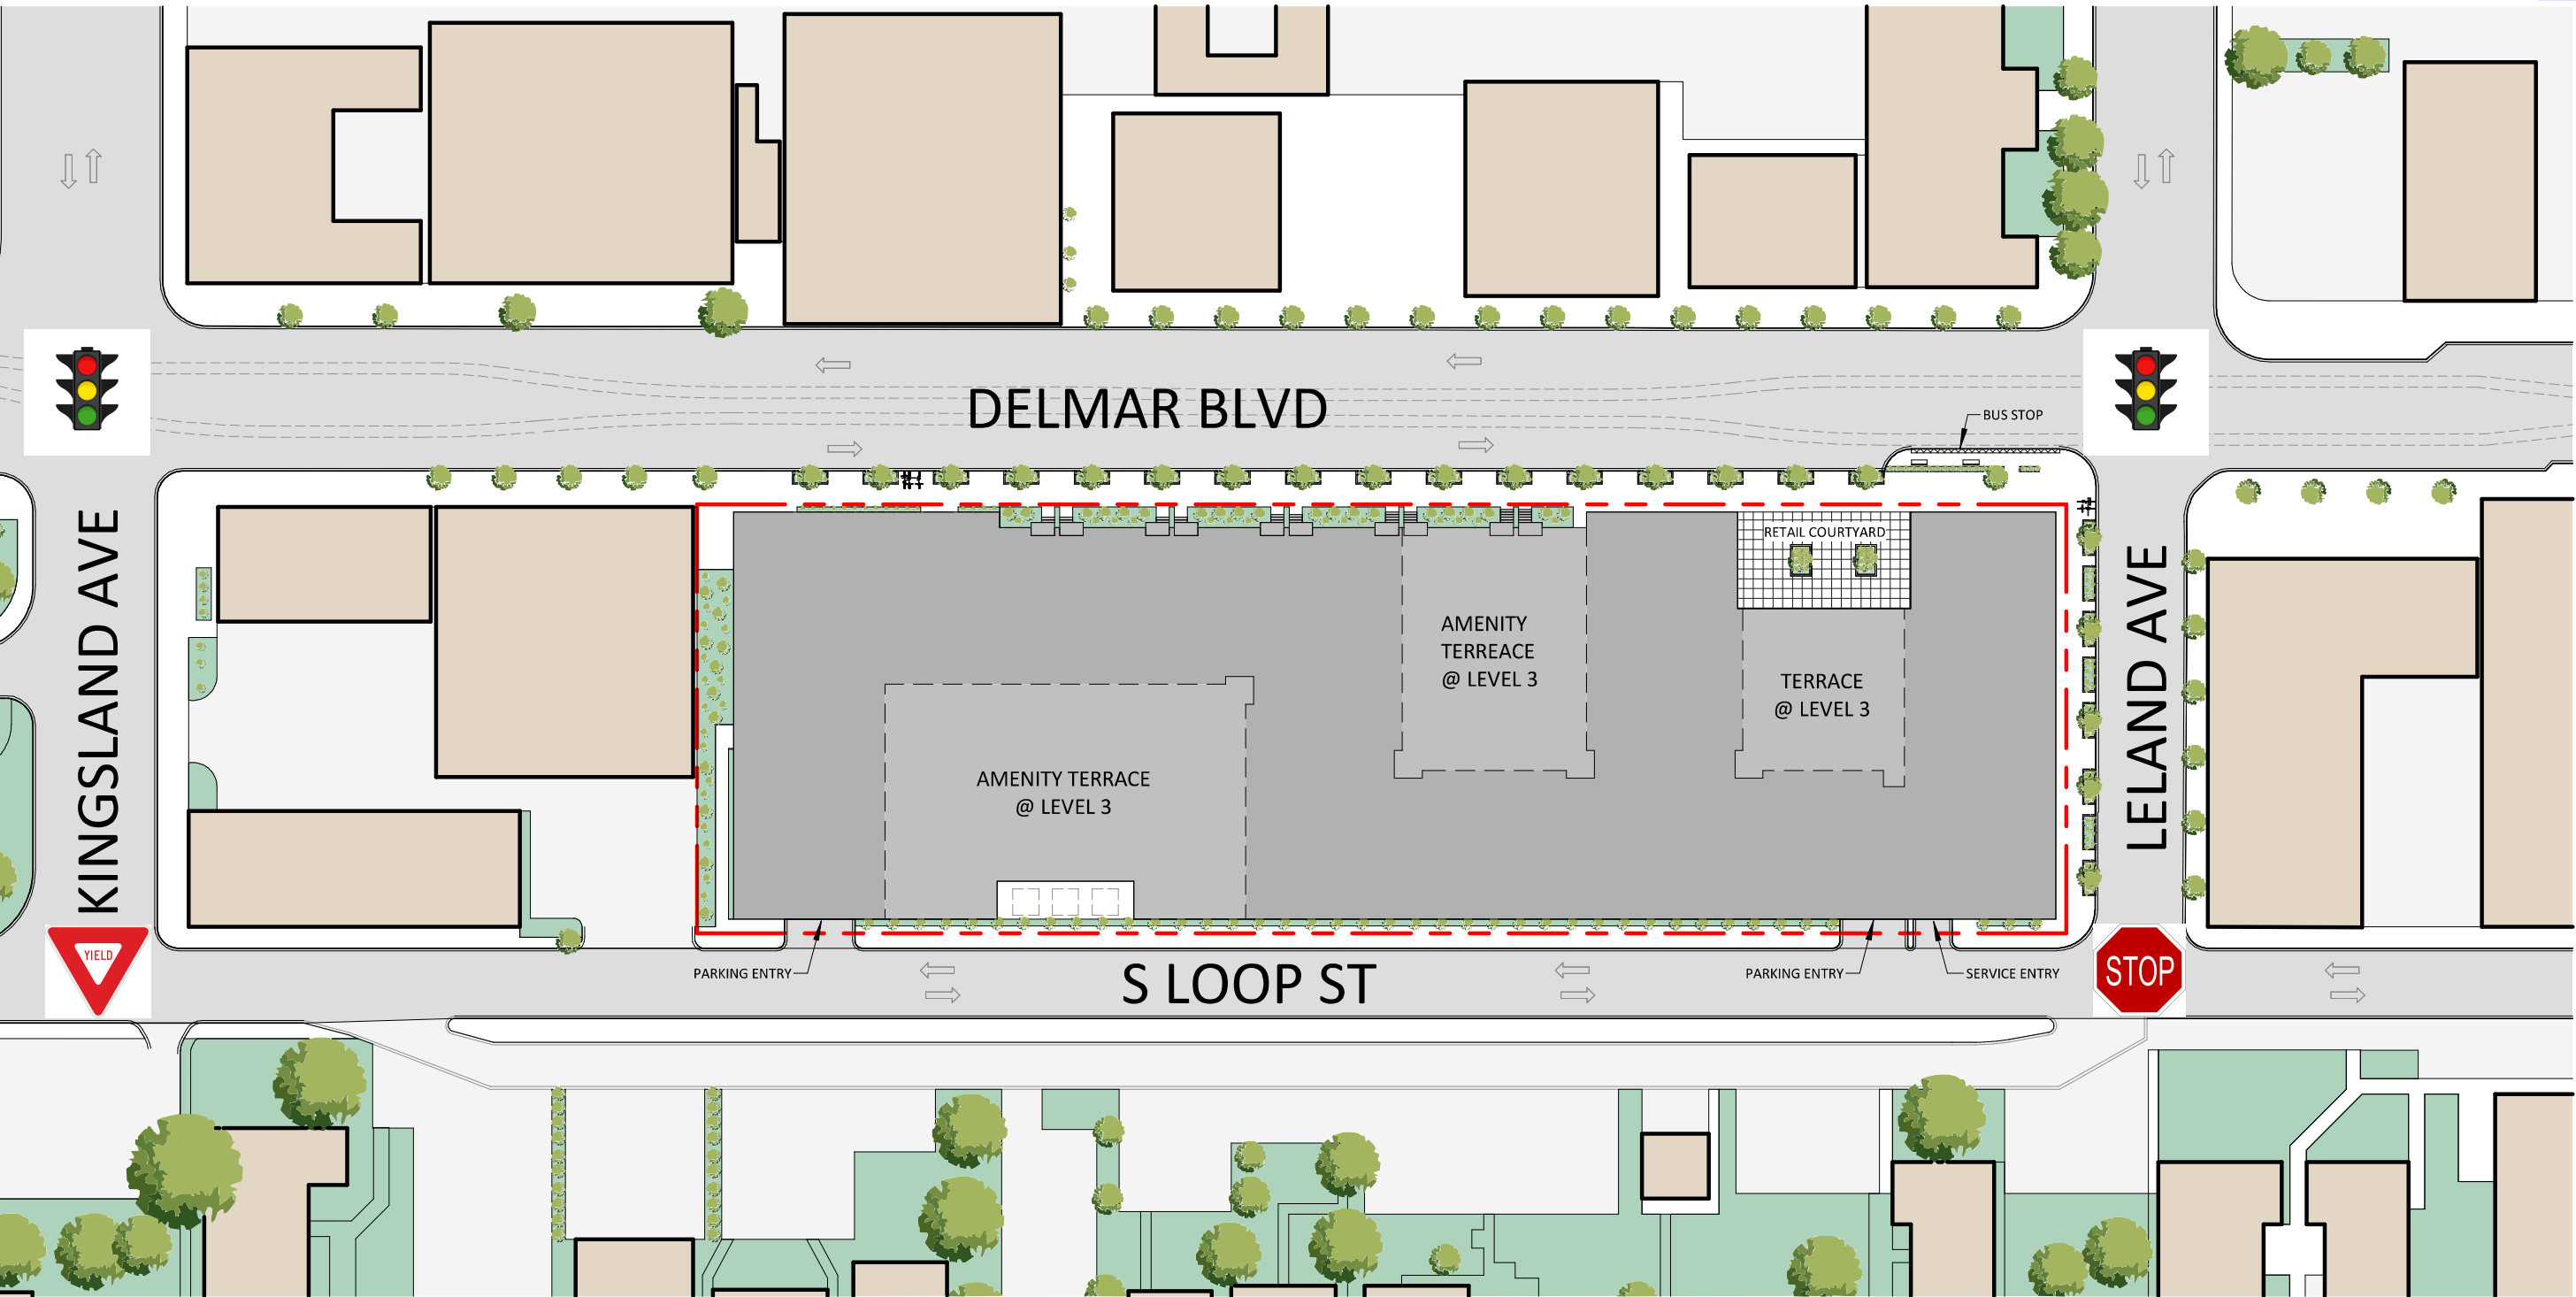 DELMAR BLVD
BUS STOP
KINGSLAND AVE
RETAIL COURTYARD
AMENITY
TERREACE
@ LEVEL 3
TERRACE
@ LEVEL 3
AMENITY TERRACE
@ LEVEL 3
LELAND AVE
YIELD
PARKING ENTRY
S LOOP ST
PARKING ENTRY
SERVICE ENTRY
STOP